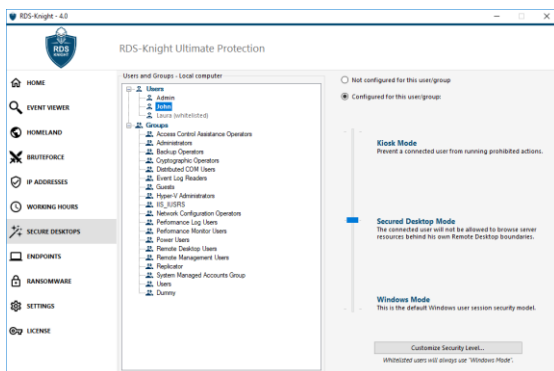 RDS-Knight - 4.0
RDS
KNIGHT
RDS-Knight Ultimate Protection
HOME
EVENT VIEWER
HOMELAND
BRUTEFORCE
IP ADDRESSES
WORKING HOURS
SECURE DESKTOPS
ENDPOINTS
RANSOMWARE
SETTINGS
LICENSE
Users and Groups - Local computer
Users
Admin
John
Laura (whitelisted)
Groups
Access Control Assistance Operators
Administrators
Backup Operators
Cryptographic Operators
Distributed COM Users
Event Log Readers
Guests
Hyper-V Administrators
IIS_IUSRS
Network Configuration Operators
Performance Log Users
Performance Monitor Users
Power Users
Remote Desktop Users
Remote Management Users
Replicator
System Managed Accounts Group
Users
Dummy
Not configured for this user/group
Configured for this user/group:
Kiosk Mode
Prevent a connected user from running prohibited actions.
Secured Desktop Mode
The connected user will not be allowed to browse server
resources behind his own Remote Desktop boundaries.
Windows Mode
This is the default Windows user session security model.
Customize Security Level...
Whitelisted users will always use "Windows Mode".